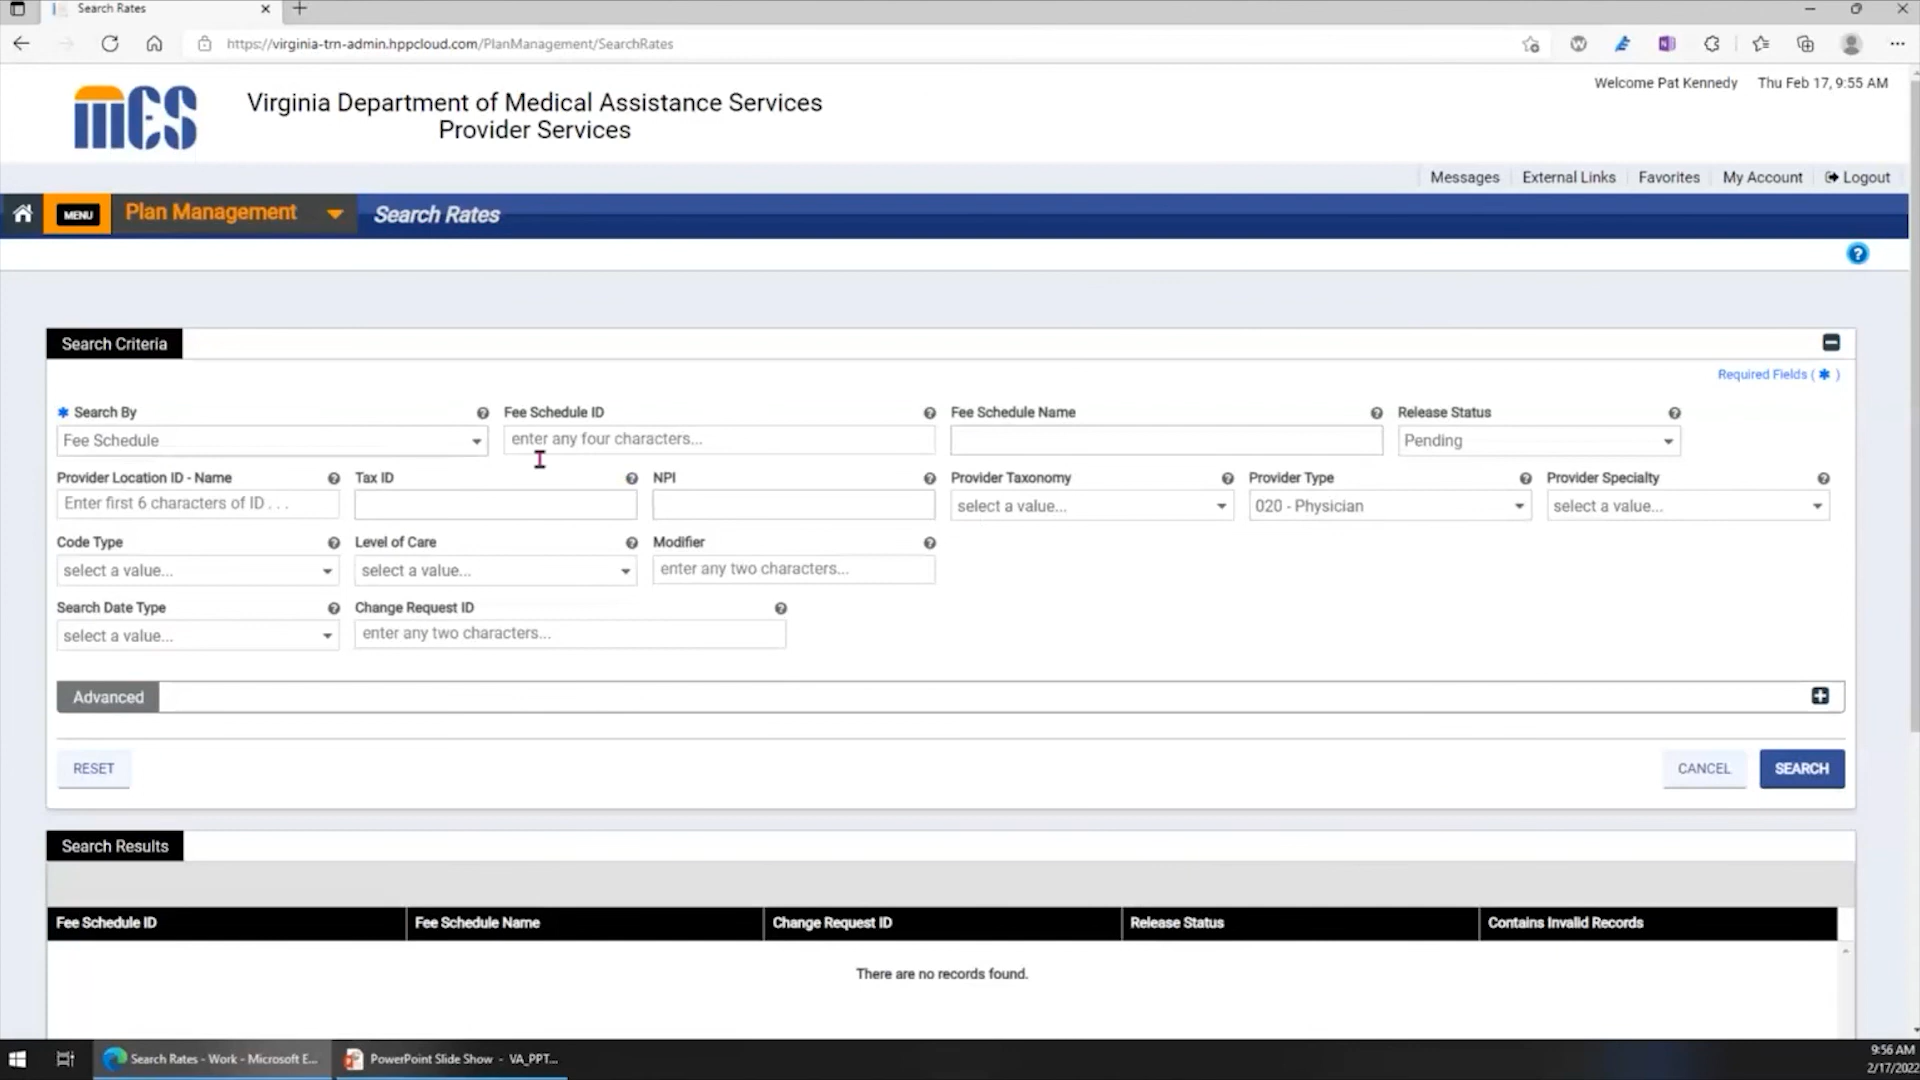 Search Rates
https://virginia-trn-admin.hppcloud.com/PlanManagement/SearchRates
Welcome Pat Kennedy Thu Feb 17, 9:55 AM
mES
Virginia Department of Medical Assistance Services
Provider Services
Messages External Links Favorites My Account Logout
MENU Plan Management Search Rates
?
Search Criteria
Required Fields ( * )
* Search By Fee Schedule ID Fee Schedule Name Release Status
Fee Schedule enter any four characters... Pending
Provider Location ID - Name Tax ID NPI Provider Taxonomy Provider Type Provider Specialty
Enter first 6 characters of ID . . . select a value... 020 - Physician select a value...
Code Type Level of Care Modifier
select a value... select a value... enter any two characters...
Search Date Type Change Request ID
select a value... enter any two characters...
Advanced
RESET CANCEL SEARCH
Search Results
Fee Schedule ID Fee Schedule Name Change Request ID Release Status Contains Invalid Records
There are no records found.
Search Rates - Work - Microsoft E... PowerPoint Slide Show - VA_PPT... 9:56 AM
2/17/2022